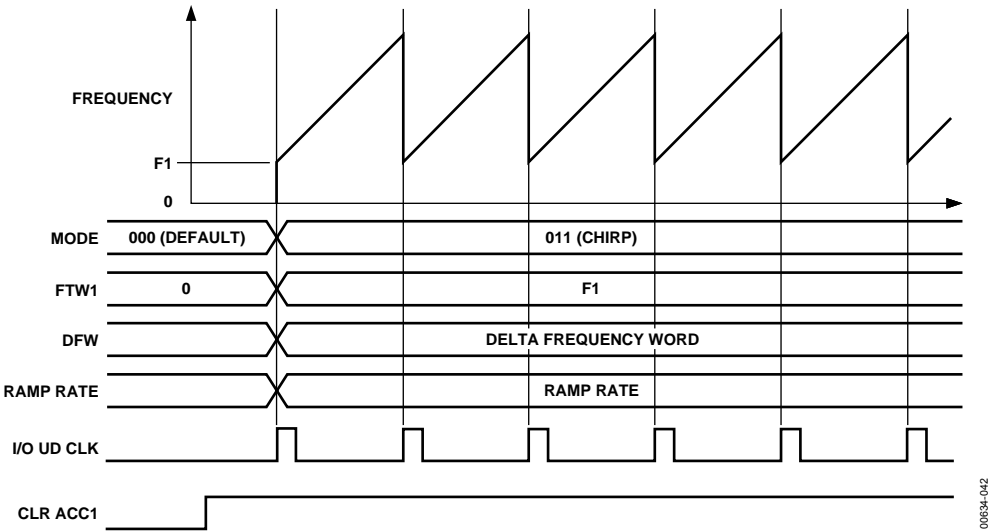 FREQUENCY
F1
0
MODE 000 (DEFAULT) 011 (CHIRP)
FTW1 0 F1
DFW DELTA FREQUENCY WORD
RAMP RATE RAMP RATE
I/O UD CLK
CLR ACC1
00634-042